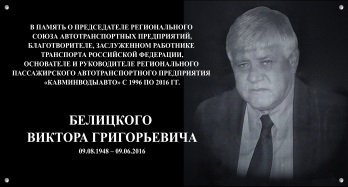 В ПАМЯТЬ О ПРЕДСЕДАТЕЛЕ РЕГИОНАЛЬНОГО
СОЮЗА АВТОТРАНСПОРТНЫХ ПРЕДПРИЯТИЙ,
БЛАГОТВОРИТЕЛЕ, ЗАСЛУЖЕННОМ РАБОТНИКЕ
ТРАНСПОРТА РОССИЙСКОЙ ФЕДЕРАЦИИ,
ОСНОВАТЕЛЕ И РУКОВОДИТЕЛЕ РЕГИОНАЛЬНОГО
ПАССАЖИРСКОГО АВТОТРАНСПОРТНОГО ПРЕДПРИЯТИЯ
«КАВМИНВОДЫАВТО» С 1996 ПО 2016 ГГ.
БЕЛИЦКОГО
ВИКТОРА ГРИГОРЬЕВИЧА
09.08.1948 – 09.06.2016